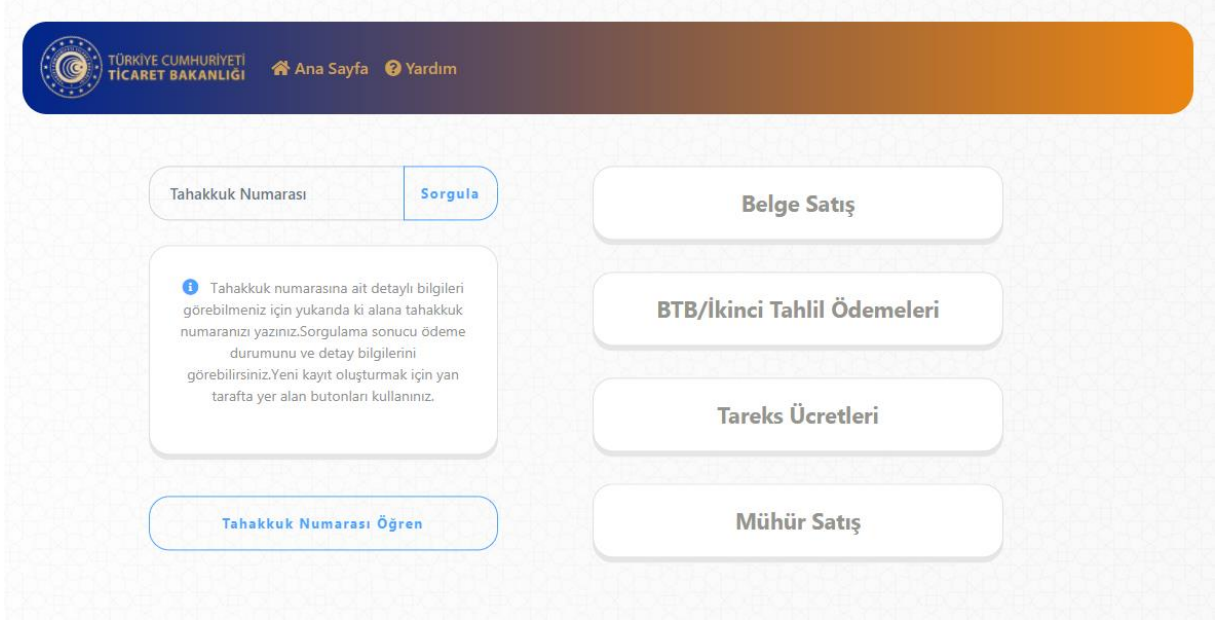 TÜRKİYE CUMHURİYETİ
TİCARET BAKANLIĞI
Ana Sayfa
Yardım
Tahakkuk Numarası
Sorgula
Tahakkuk numarasına ait detaylı bilgileri
görebilmeniz için yukarıda ki alana tahakkuk
numaranızı yazınız.Sorgulama sonucu ödeme
durumunu ve detay bilgilerini
görebilirsiniz.Yeni kayıt oluşturmak için yan
tarafta yer alan butonları kullanınız.
Tahakkuk Numarası Öğren
Belge Satış
BTB/İkinci Tahlil Ödemeleri
Tareks Ücretleri
Mühür Satış